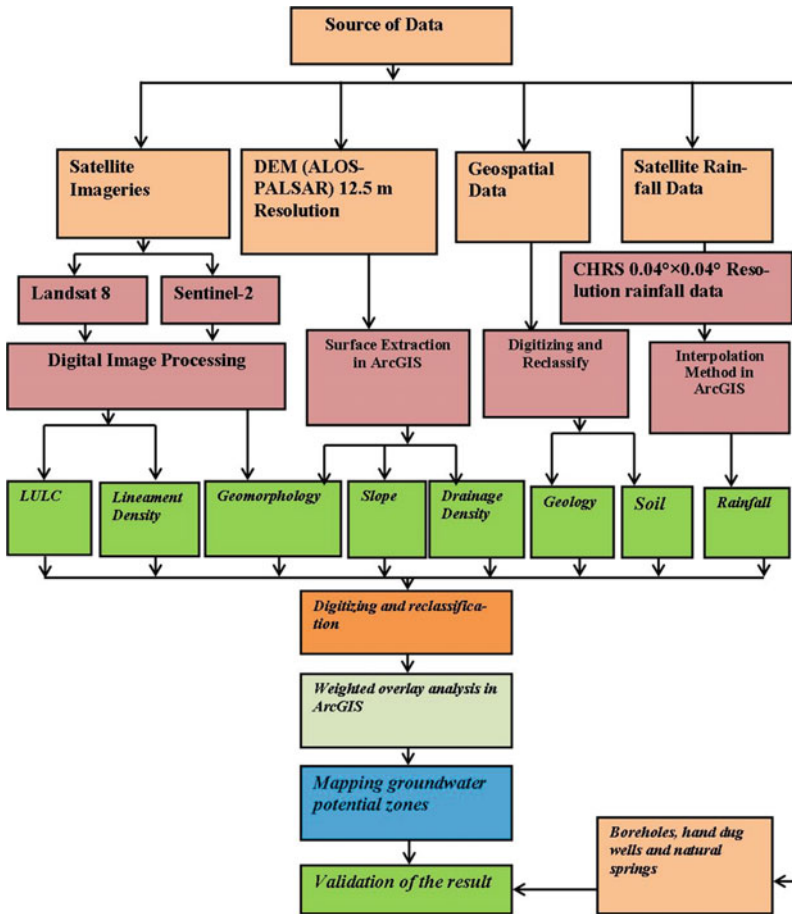 Source of Data
Satellite
Imageries
DEM (ALOS-
PALSAR) 12.5 m
Resolution
Geospatial
Data
Satellite Rain-
fall Data
Landsat 8
Sentinel-2
CHRS 0.04°×0.04° Reso-
lution rainfall data
Digital Image Processing
Surface Extraction
in ArcGIS
Digitizing and
Reclassify
Interpolation
Method in
ArcGIS
LULC
Lineament
Density
Geomorphology
Slope
Drainage
Density
Geology
Soil
Rainfall
Digitizing and reclassifica-
tion
Weighted overlay analysis in
ArcGIS
Mapping groundwater
potential zones
Boreholes, hand dug
wells and natural
springs
Validation of the result